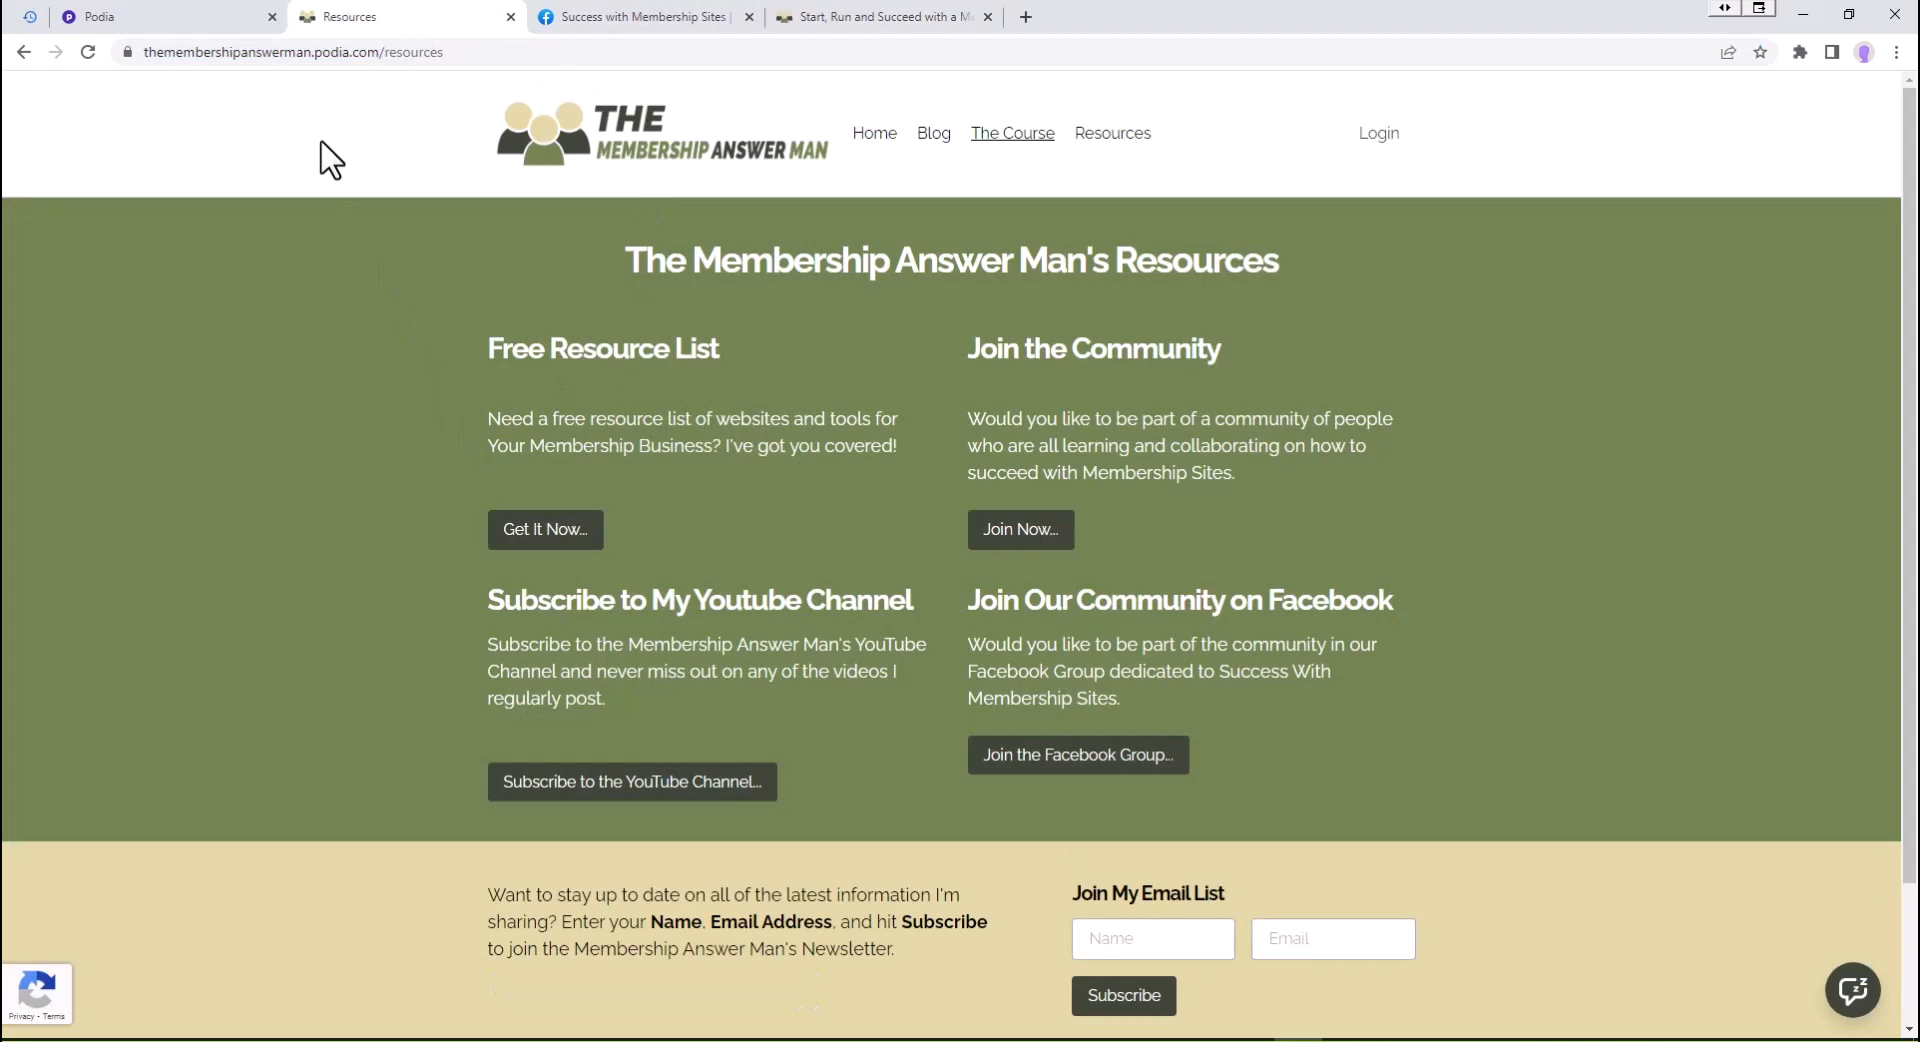 Podia
Resources
Success with Membership Sites |
Start, Run and Succeed with a Me
themembershipanswerman.podia.com/resources
THE
MEMBERSHIP ANSWER MAN
Home
Blog
The Course
Resources
Login
The Membership Answer Man's Resources
Free Resource List
Need a free resource list of websites and tools for
Your Membership Business? I've got you covered!
Get It Now...
Join the Community
Would you like to be part of a community of people
who are all learning and collaborating on how to
succeed with Membership Sites.
Join Now...
Subscribe to My Youtube Channel
Subscribe to the Membership Answer Man's YouTube
Channel and never miss out on any of the videos I
regularly post.
Subscribe to the YouTube Channel...
Join Our Community on Facebook
Would you like to be part of the community in our
Facebook Group dedicated to Success With
Membership Sites.
Join the Facebook Group...
Want to stay up to date on all of the latest information I'm
sharing? Enter your Name, Email Address, and hit Subscribe
to join the Membership Answer Man's Newsletter.
Join My Email List
Name
Email
Subscribe
Privacy - Terms